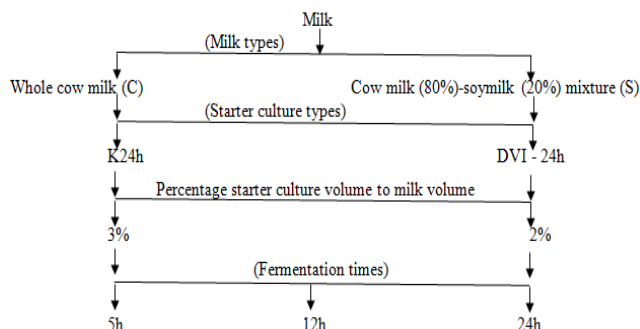 Milk
(Milk types)
Whole cow milk (C) Cow milk (80%)-soymilk (20%) mixture (S)
(Starter culture types)
K24h DVI - 24h
Percentage starter culture volume to milk volume
3% 2%
(Fermentation times)
5h 12h 24h